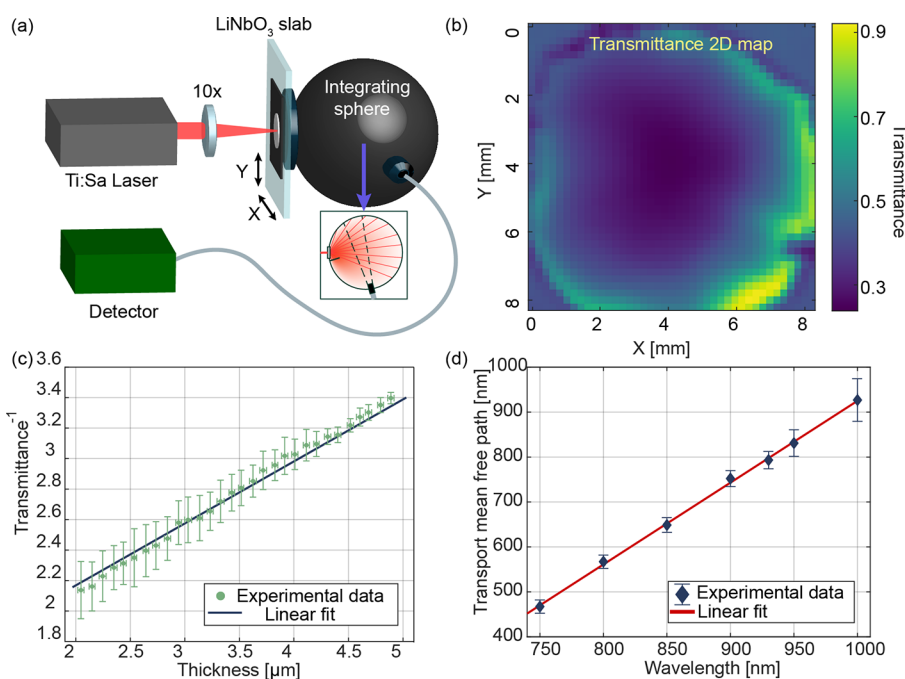 (a)
LiNbO₃ slab
10x
Integrating
sphere
Ti:Sa Laser
Y
X
Detector
(b)
Transmittance 2D map
0
2
4
6
8
0
2
4
6
8
Y [mm]
X [mm]
0.9
0.7
0.5
0.3
Transmittance
(c)
3.6
3.4
3.2
3.0
2.8
2.6
2.4
2.2
2.0
1.8
2
2.5
3
3.5
4.0
4.5
5
Transmittance⁻¹
Thickness [µm]
Experimental data
Linear fit
(d)
1000
900
800
700
600
500
400
750
800
850
900
950
1000
Transport mean free path [nm]
Wavelength [nm]
Experimental data
Linear fit